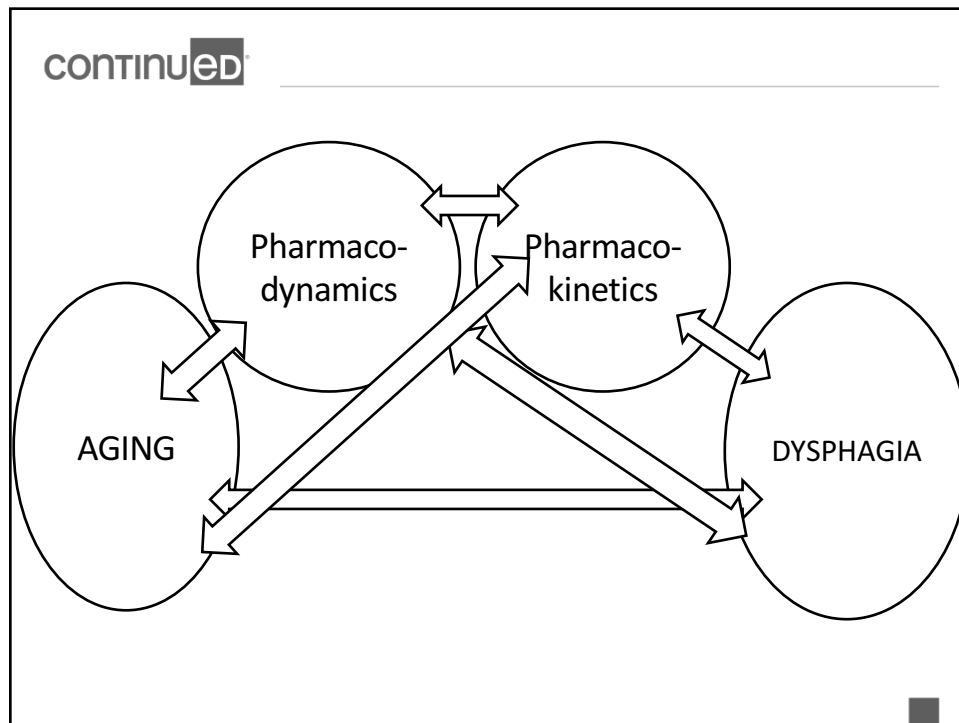 continued
Pharmaco-
dynamics
Pharmaco-
kinetics
AGING
DYSPHAGIA